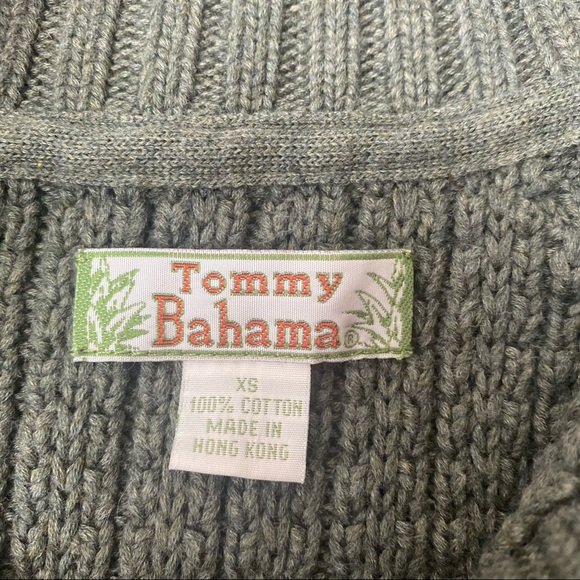 Tommy
Bahama®
XS
100% COTTON
MADE IN
HONG KONG